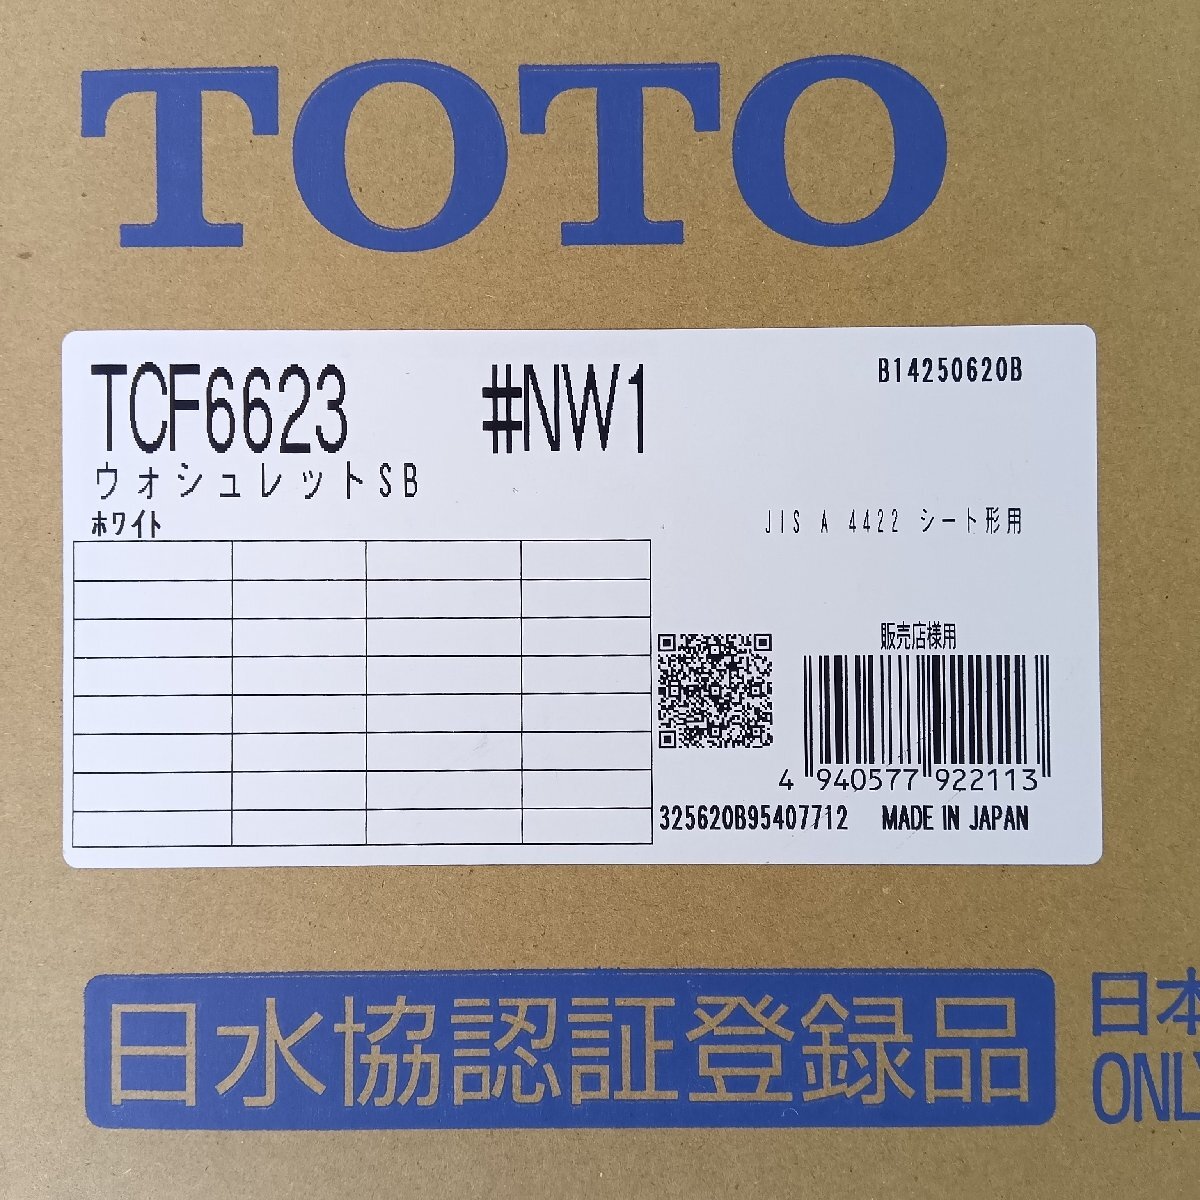 TOTO
TCF6623 #NW1 B14250620B
ウォシュレットSB
ホワイト
JIS A 4422 シート形用
販売店様用
4 940577 922113
325620B95407712 MADE IN JAPAN
日水協認証登録品
日本
ONLY